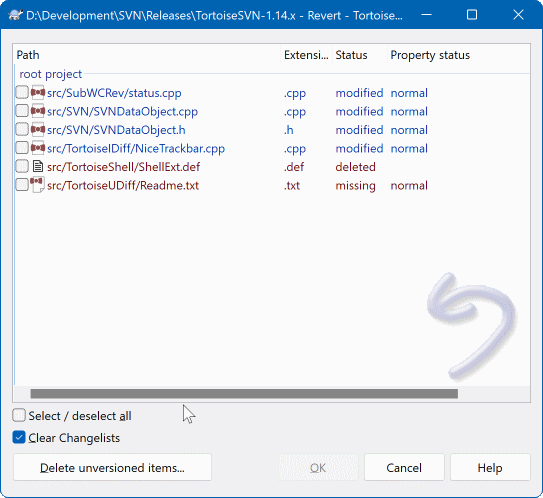 D:\Development\SVN\Releases\TortoiseSVN-1.14.x - Revert - Tortoise...
Path Extensi... Status Property status
root project
src/SubWCRev/status.cpp .cpp modified normal
src/SVN/SVNDataObject.cpp .cpp modified normal
src/SVN/SVNDataObject.h .h modified normal
src/TortoiseIDiff/NiceTrackbar.cpp .cpp modified normal
src/TortoiseShell/ShellExt.def .def deleted
src/TortoiseUDiff/Readme.txt .txt missing normal
Select / deselect all
Clear Changelists
Delete unversioned items... OK Cancel Help